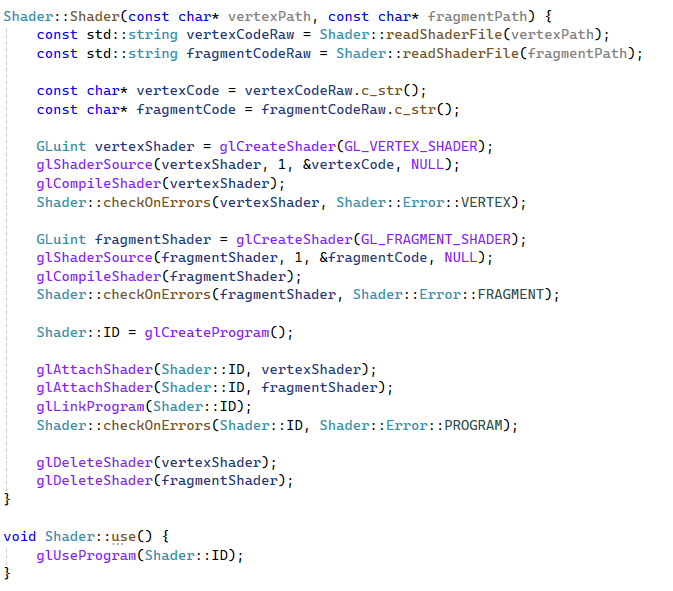 Shader::Shader(const char* vertexPath, const char* fragmentPath) {
    const std::string vertexCodeRaw = Shader::readShaderFile(vertexPath);
    const std::string fragmentCodeRaw = Shader::readShaderFile(fragmentPath);

    const char* vertexCode = vertexCodeRaw.c_str();
    const char* fragmentCode = fragmentCodeRaw.c_str();

    GLuint vertexShader = glCreateShader(GL_VERTEX_SHADER);
    glShaderSource(vertexShader, 1, &vertexCode, NULL);
    glCompileShader(vertexShader);
    Shader::checkOnErrors(vertexShader, Shader::Error::VERTEX);

    GLuint fragmentShader = glCreateShader(GL_FRAGMENT_SHADER);
    glShaderSource(fragmentShader, 1, &fragmentCode, NULL);
    glCompileShader(fragmentShader);
    Shader::checkOnErrors(fragmentShader, Shader::Error::FRAGMENT);

    Shader::ID = glCreateProgram();

    glAttachShader(Shader::ID, vertexShader);
    glAttachShader(Shader::ID, fragmentShader);
    glLinkProgram(Shader::ID);
    Shader::checkOnErrors(Shader::ID, Shader::Error::PROGRAM);

    glDeleteShader(vertexShader);
    glDeleteShader(fragmentShader);
}

void Shader::use() {
    glUseProgram(Shader::ID);
}